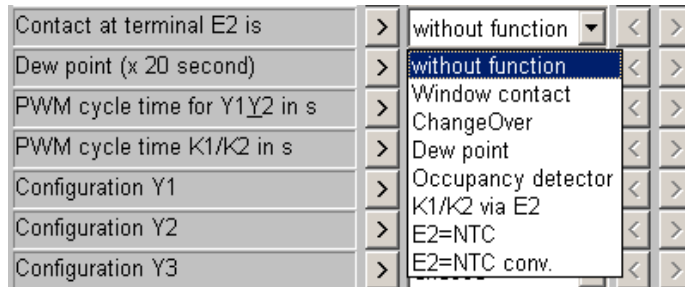 Contact at terminal E2 is > without function < >
Dew point (x 20 second) > without function < >
PWM cycle time for Y1Y2 in s > Window contact < >
ChangeOver
PWM cycle time K1/K2 in s > Dew point < >
Configuration Y1 > Occupancy detector < >
K1/K2 via E2
Configuration Y2 > E2=NTC < >
Configuration Y3 > E2=NTC conv. < >